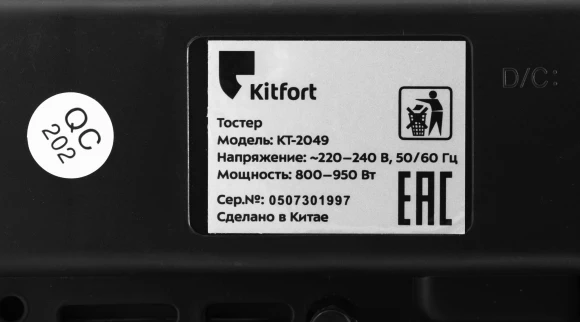 QC
202
Kitfort
Тостер
Модель: КТ-2049
Напряжение: ~220–240 В, 50/60 Гц
Мощность: 800–950 Вт
Сер.№: 0507301997
Сделано в Китае
EAC
D/C: